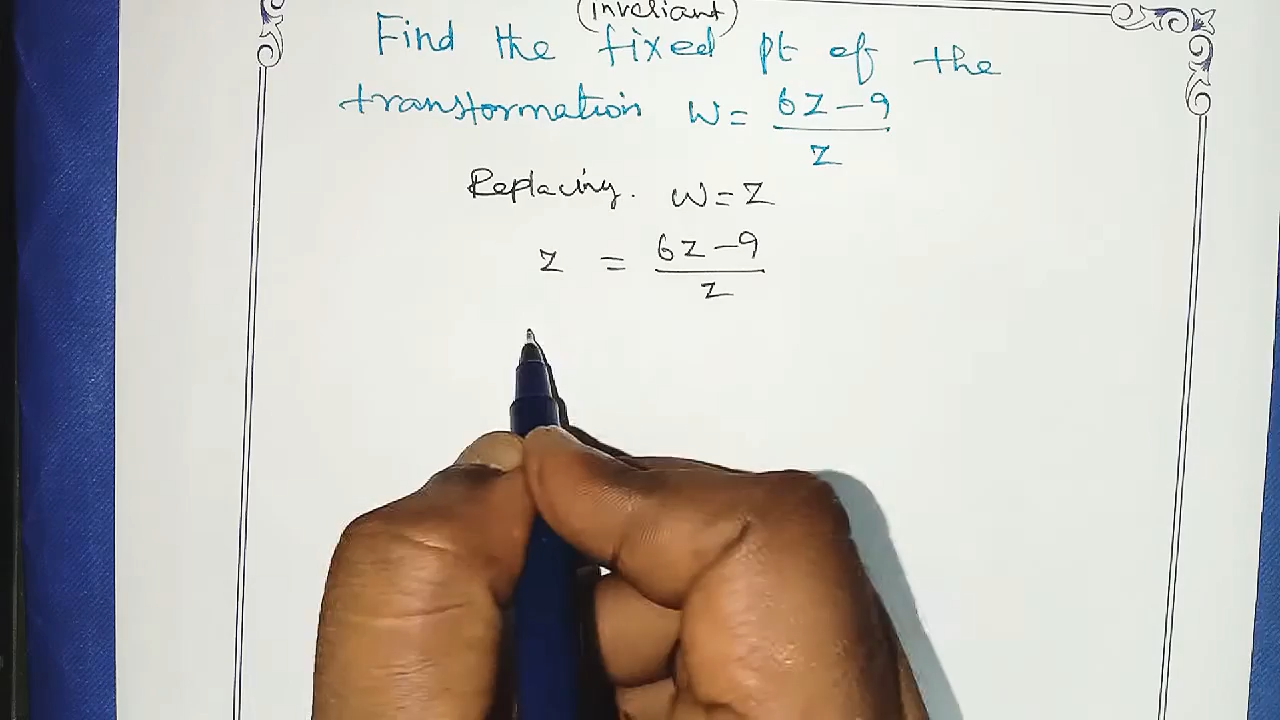 (invariant)
Find the fixed pt of the
transformation w = 6z-9/z
Replacing. w = z
z = 6z-9/z